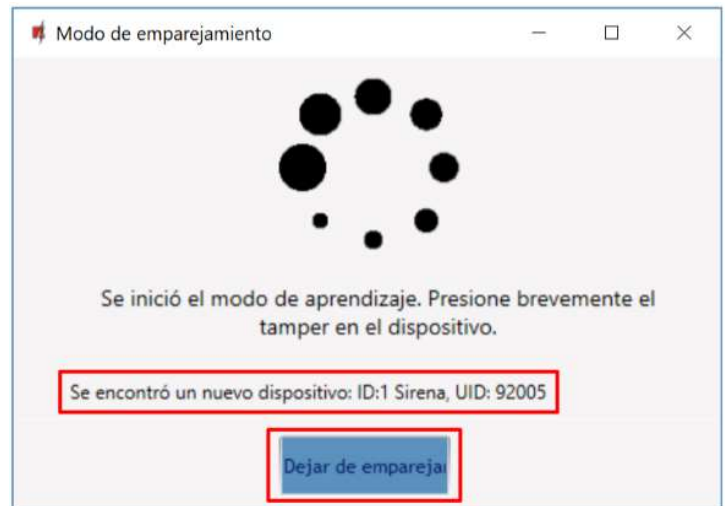 Modo de emparejamiento
Se inició el modo de aprendizaje. Presione brevemente el
tamper en el dispositivo.
Se encontró un nuevo dispositivo: ID:1 Sirena, UID: 92005
Dejar de empareja